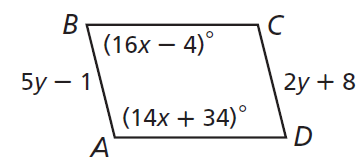 B C
(16x – 4)°
5y – 1 2y + 8
(14x + 34)°
A D